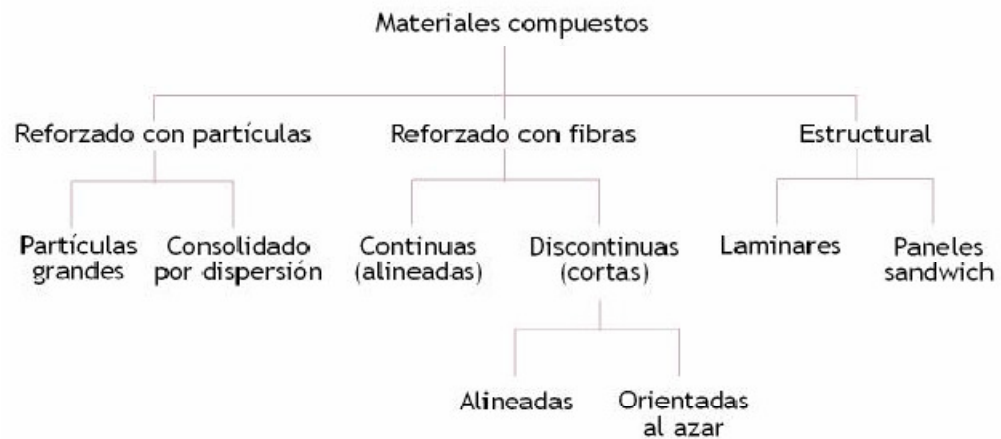 Materiales compuestos
Reforzado con partículas
Reforzado con fibras
Estructural
Partículas
grandes
Consolidado
por dispersión
Continuas
(alineadas)
Discontinuas
(cortas)
Laminares
Paneles
sandwich
Alineadas
Orientadas
al azar